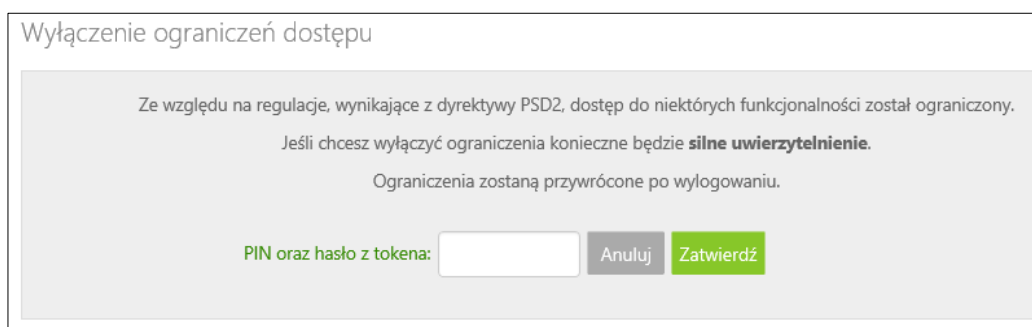 Wyłączenie ograniczeń dostępu
Ze względu na regulacje, wynikające z dyrektywy PSD2, dostęp do niektórych funkcjonalności został ograniczony.
Jeśli chcesz wyłączyć ograniczenia konieczne będzie silne uwierzytelnienie.
Ograniczenia zostaną przywrócone po wylogowaniu.
PIN oraz hasło z tokena: Anuluj Zatwierdź